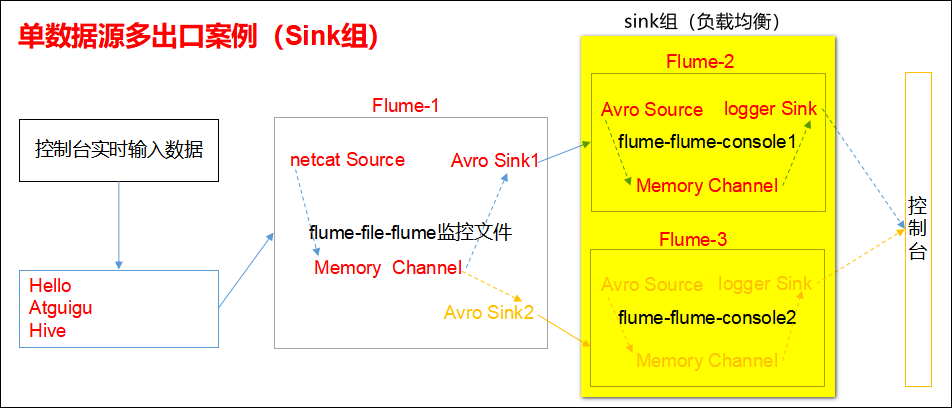 单数据源多出口案例（Sink组）
sink组（负载均衡）
控制台实时输入数据
Hello
Atguigu
Hive
Flume-1
netcat Source
Avro Sink1
flume-file-flume监控文件
Memory Channel
Avro Sink2
Flume-2
Avro Source
logger Sink
flume-flume-console1
Memory Channel
Flume-3
Avro Source
logger Sink
flume-flume-console2
Memory Channel
控
制
台